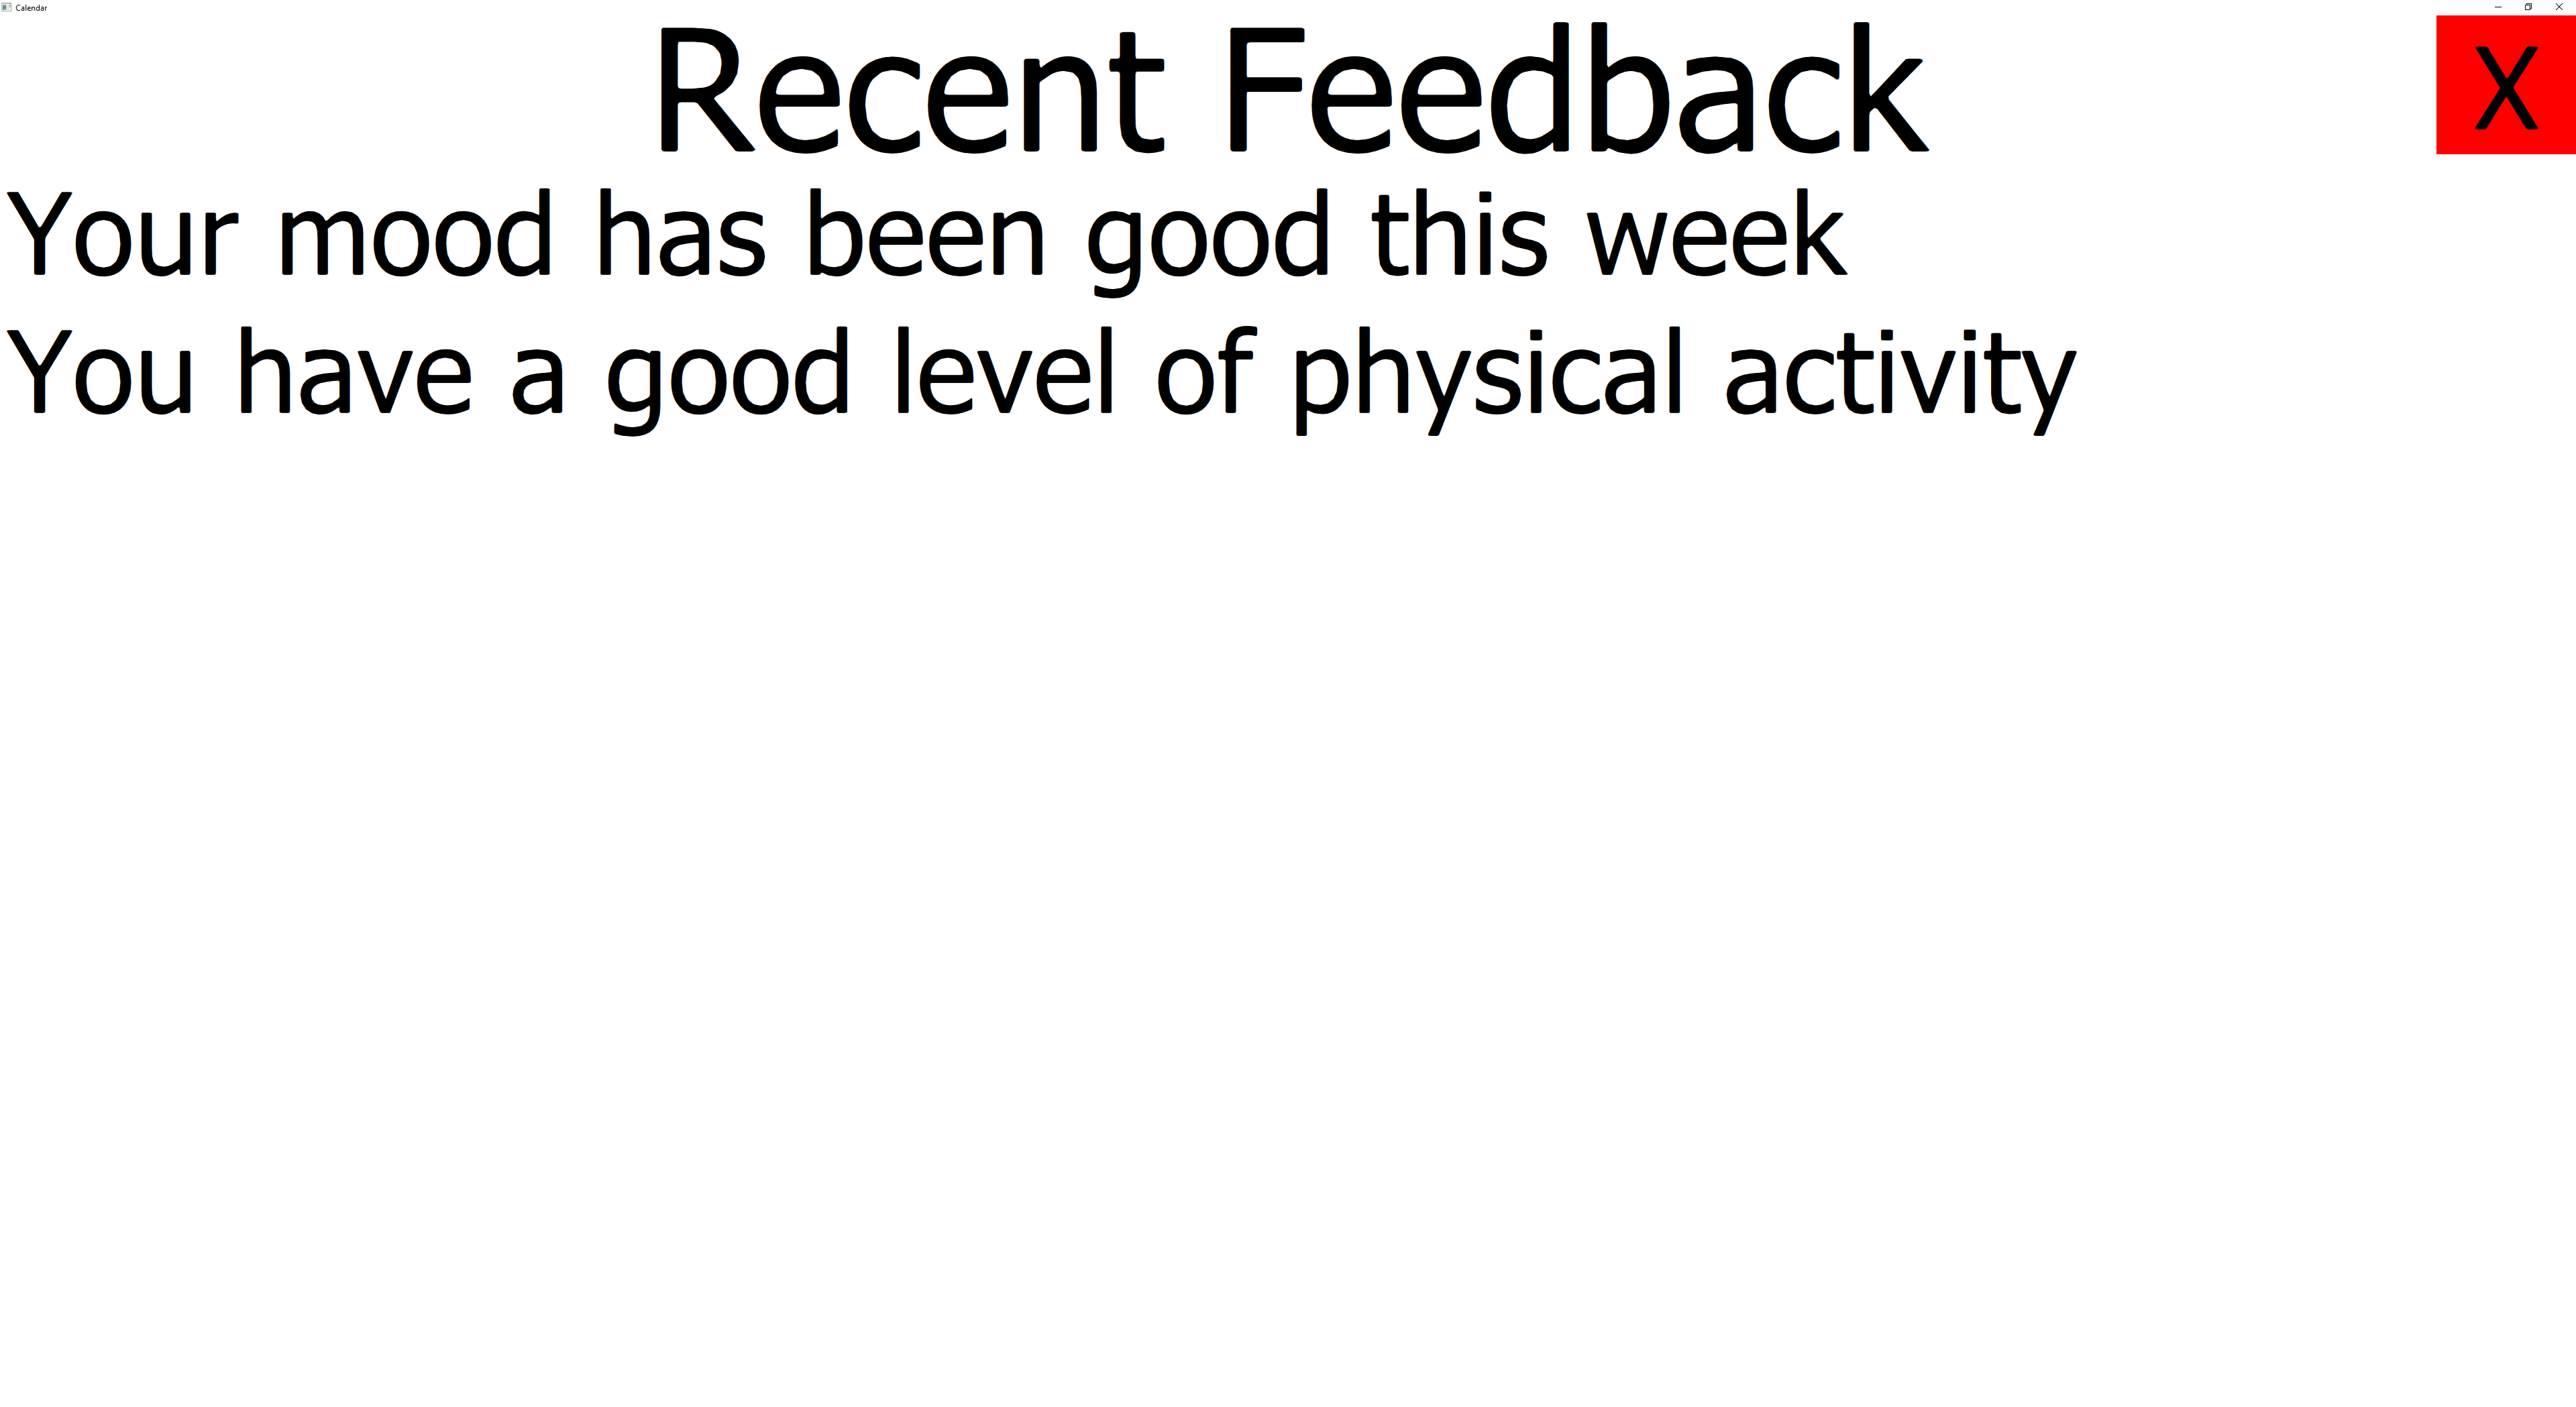 Calendar
Recent Feedback
X
Your mood has been good this week
You have a good level of physical activity